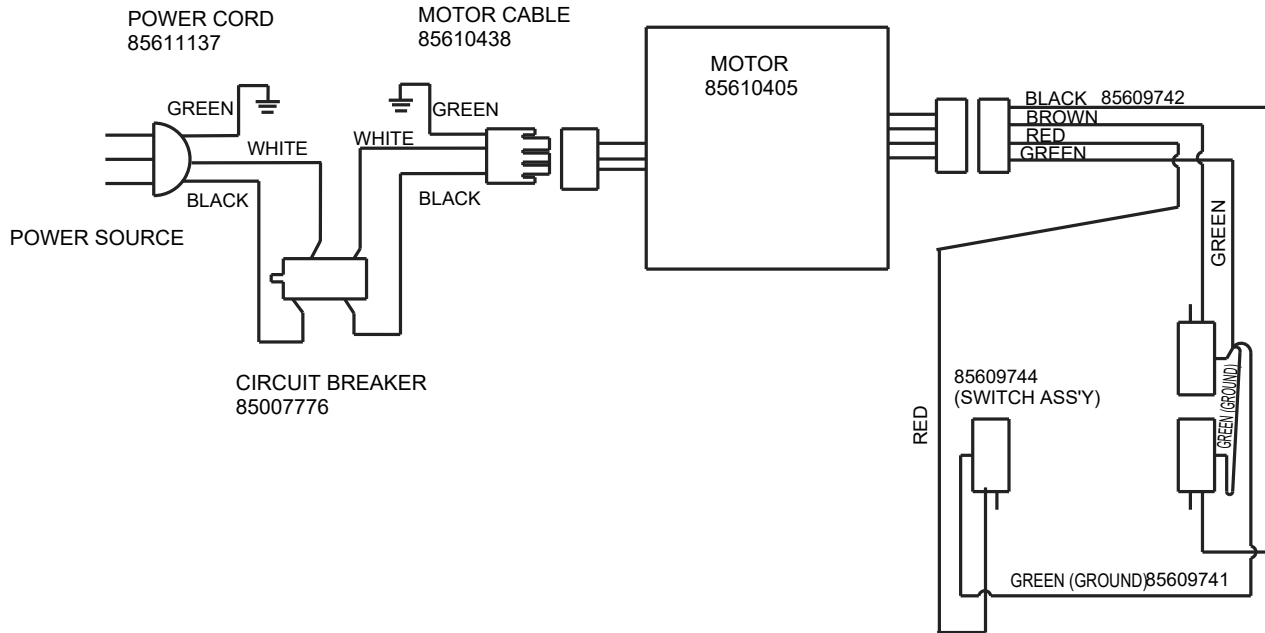 POWER CORD
85611137
MOTOR CABLE
85610438
MOTOR
85610405
GREEN
WHITE
BLACK
POWER SOURCE
GREEN
WHITE
BLACK
CIRCUIT BREAKER
85007776
BLACK 85609742
BROWN
RED
GREEN
GREEN
85609744
(SWITCH ASS'Y)
RED
GREEN (GROUND)
GREEN (GROUND)85609741